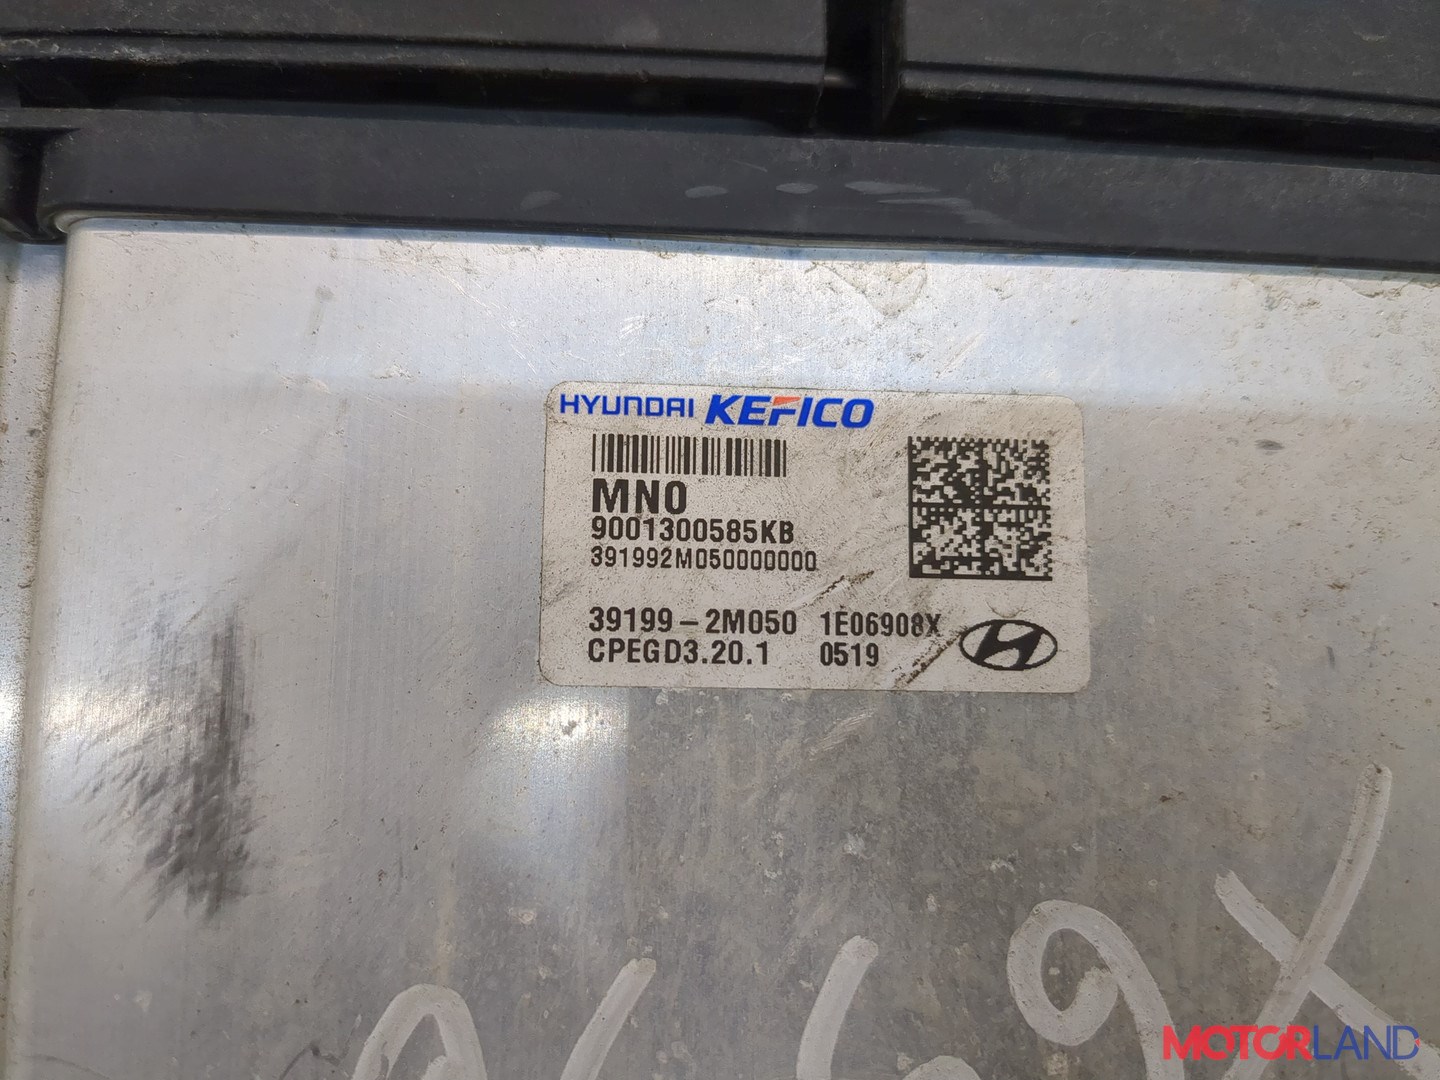 HYUNDAI KEFICO
MN0
9001300585KB
391992M050000000
39199-2M050 1E06908X
CPEGD3.20.1 0519
MOTORLAND